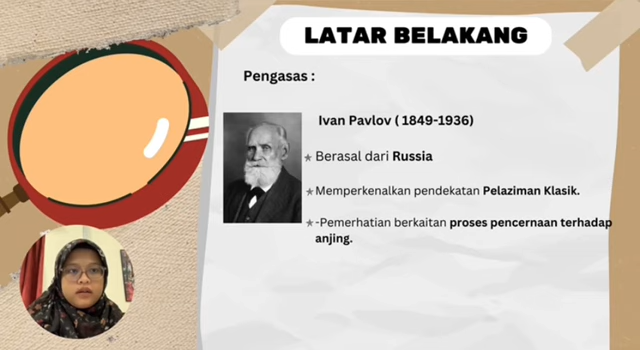 LATAR BELAKANG
Pengasas :
Ivan Pavlov ( 1849-1936)
Berasal dari Russia
Memperkenalkan pendekatan Pelaziman Klasik.
-Pemerhatian berkaitan proses pencernaan terhadap
anjing.